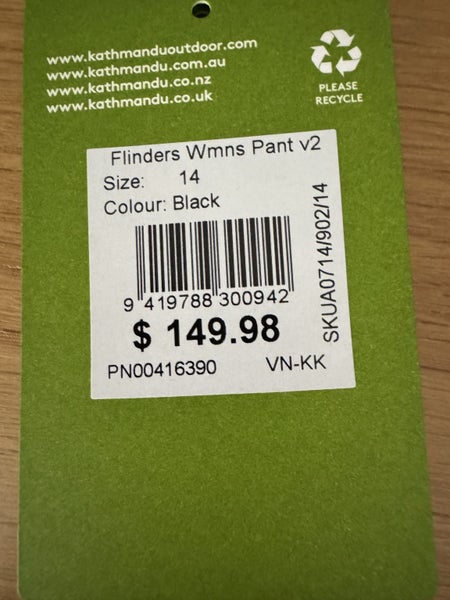 www.kathmanduoutdoor.com
www.kathmandu.com.au
www.kathmandu.co.nz
www.kathmandu.co.uk
PLEASE
RECYCLE
Flinders Wmns Pant v2
Size: 14
Colour: Black
9 419788 300942
$ 149.98
PN00416390 VN-KK
SKUA0714/902/14